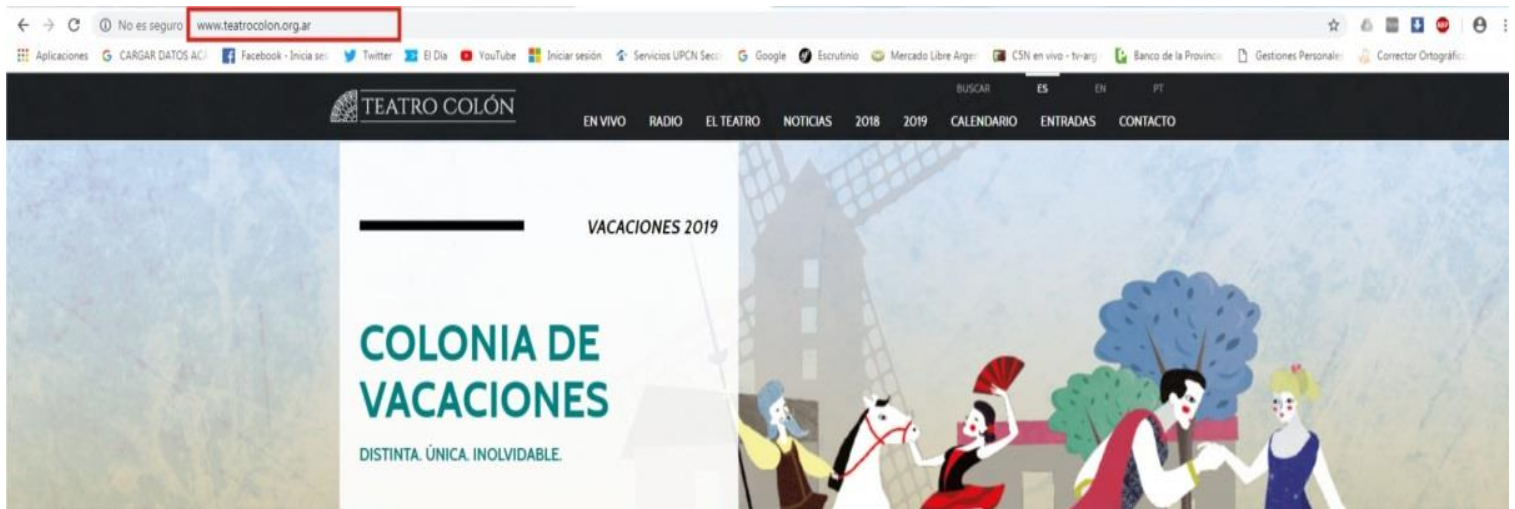 No es seguro www.teatrocolon.org.ar
Aplicaciones CARGAR DATOS ACA Facebook - Inicia ses Twitter El Día YouTube Iniciar sesión Servicios UPCN Secc Google Escrutinio Mercado Libre Argen C5N en vivo - tv-arg Banco de la Provincia Gestiones Personales Corrector Ortográfic
BUSCAR ES EN PT
TEATRO COLÓN
EN VIVO RADIO EL TEATRO NOTICIAS 2018 2019 CALENDARIO ENTRADAS CONTACTO
VACACIONES 2019
COLONIA DE
VACACIONES
DISTINTA. ÚNICA. INOLVIDABLE.